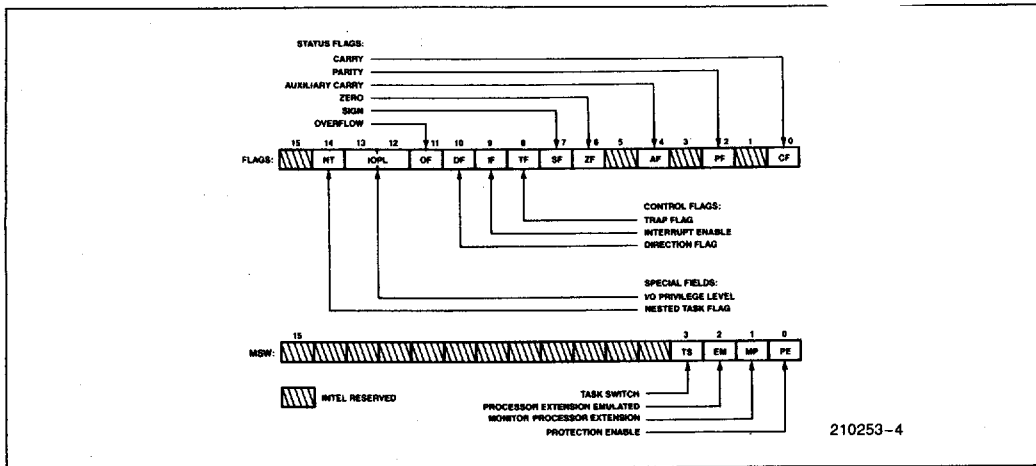 STATUS FLAGS:
CARRY
PARITY
AUXILIARY CARRY
ZERO
SIGN
OVERFLOW
15 14 13 12 11 10 9 8 7 6 5 4 3 2 1 0
FLAGS: NT IOPL OF DF IF TF SF ZF AF PF CF
CONTROL FLAGS:
TRAP FLAG
INTERRUPT ENABLE
DIRECTION FLAG
SPECIAL FIELDS:
I/O PRIVILEGE LEVEL
NESTED TASK FLAG
15 3 2 1 0
MSW: TS EM MP PE
INTEL RESERVED
TASK SWITCH
PROCESSOR EXTENSION EMULATED
MONITOR PROCESSOR EXTENSION
PROTECTION ENABLE
210253-4